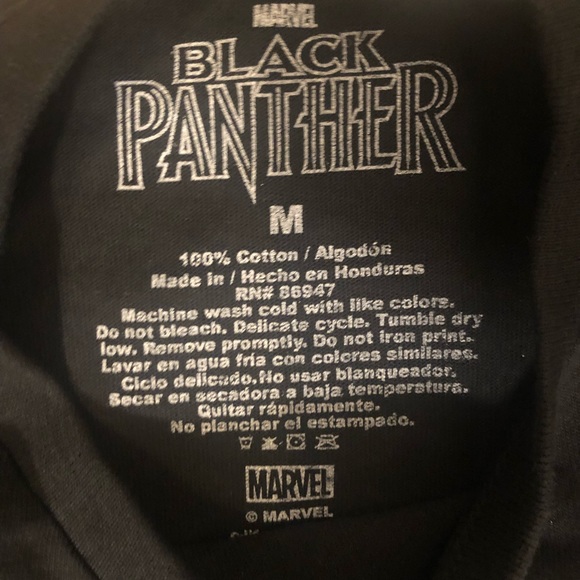 MARVEL
BLACK
PANTHER
M
100% Cotton / Algodón
Made in / Hecho en Honduras
RN# 86947
Machine wash cold with like colors.
Do not bleach. Delicate cycle. Tumble dry
low. Remove promptly. Do not iron print.
Lavar en agua fria con colores similares.
Ciclo delicado.No usar blanqueador.
Secar en secadora a baja temperatura.
Quitar rápidamente.
No planchar el estampado.
MARVEL
© MARVEL